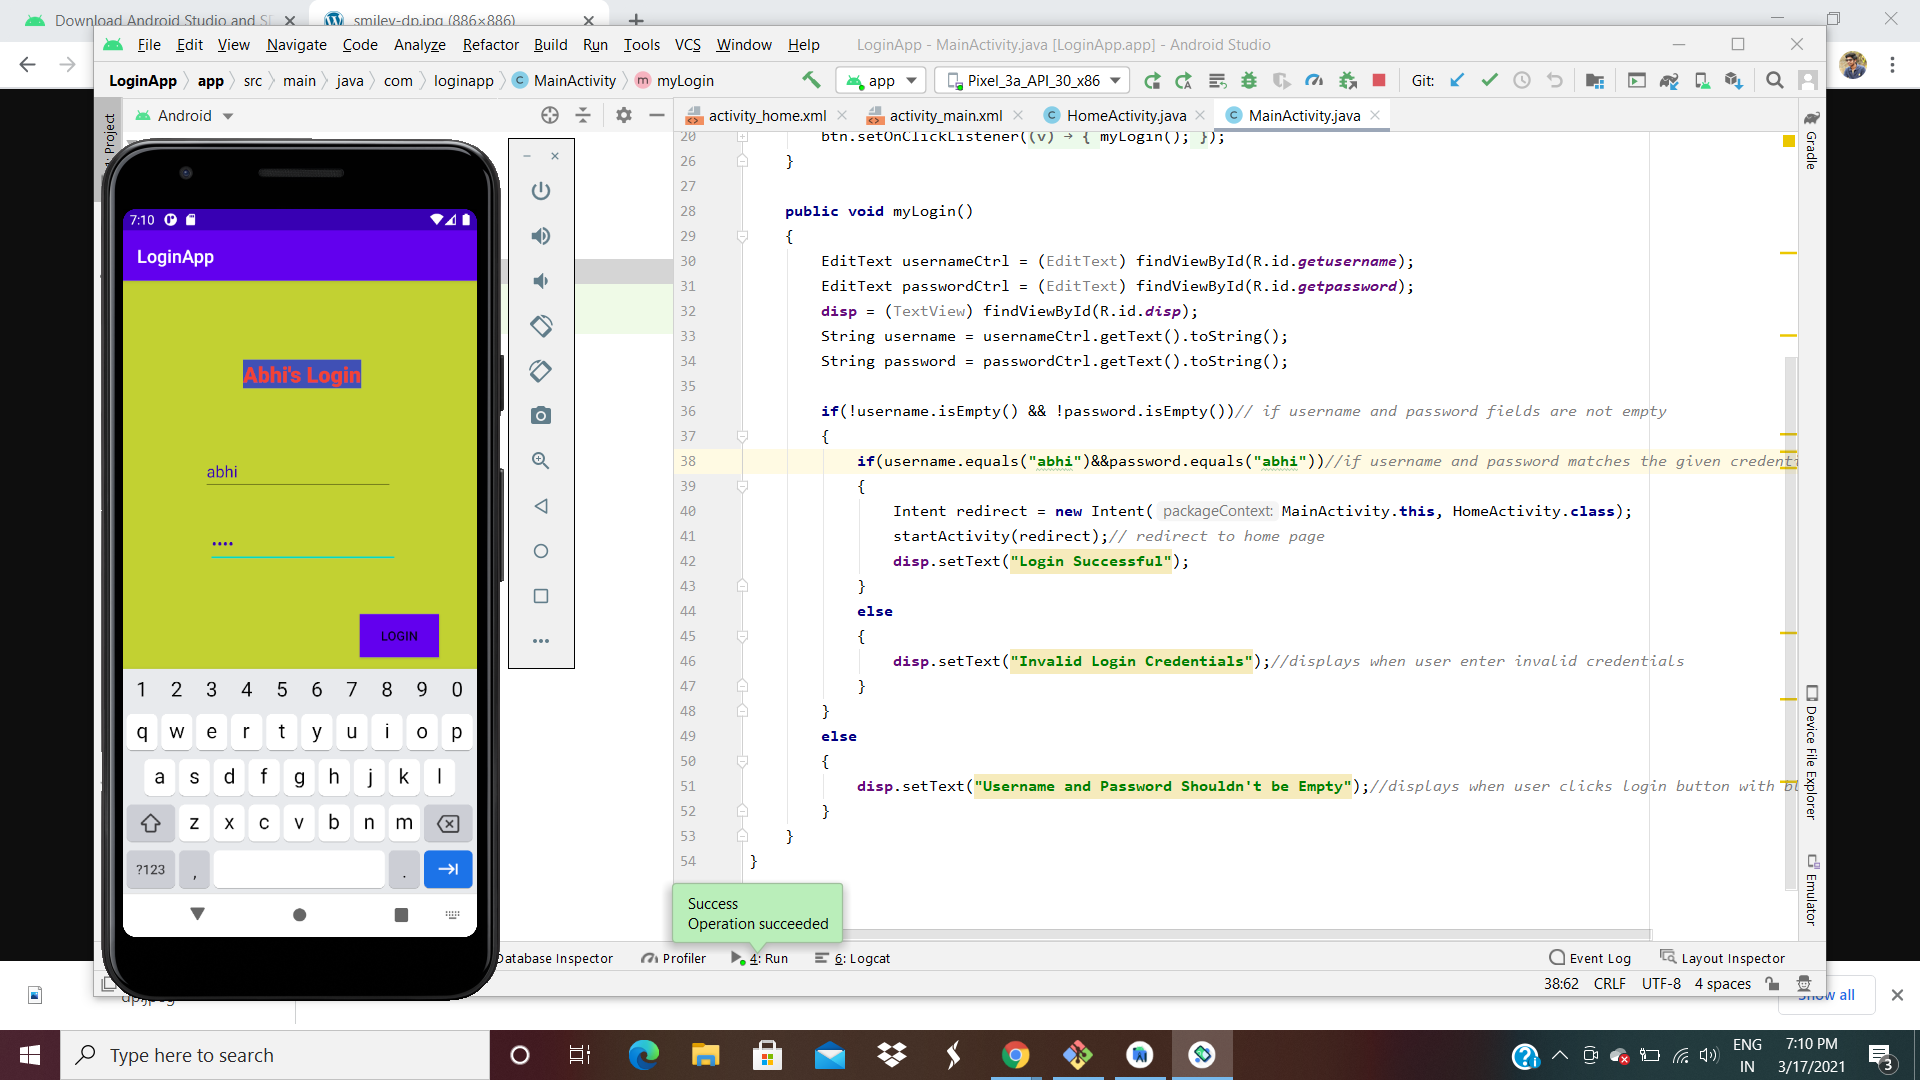 Download Android Studio and SD
smiley-dp.jpg (886×886)
File Edit View Navigate Code Analyze Refactor Build Run Tools VCS Window Help LoginApp - MainActivity.java [LoginApp.app] - Android Studio
LoginApp app src main java com loginapp MainActivity myLogin app Pixel_3a_API_30_x86 Git:
Android
activity_home.xml activity_main.xml HomeActivity.java MainActivity.java
1: Project
Gradle
Device File Explorer
Emulator
7:10
LoginApp
Abhi's Login
abhi
••••
LOGIN
1 2 3 4 5 6 7 8 9 0
q w e r t y u i o p
a s d f g h j k l
z x c v b n m
?123 , .
20 btn.setOnClickListener((v) → { myLogin(); });
26 }
27
28 public void myLogin()
29 {
30 EditText usernameCtrl = (EditText) findViewById(R.id.getusername);
31 EditText passwordCtrl = (EditText) findViewById(R.id.getpassword);
32 disp = (TextView) findViewById(R.id.disp);
33 String username = usernameCtrl.getText().toString();
34 String password = passwordCtrl.getText().toString();
35
36 if(!username.isEmpty() && !password.isEmpty())// if username and password fields are not empty
37 {
38 if(username.equals("abhi")&&password.equals("abhi"))//if username and password matches the given credenti
39 {
40 Intent redirect = new Intent( packageContext: MainActivity.this, HomeActivity.class);
41 startActivity(redirect);// redirect to home page
42 disp.setText("Login Successful");
43 }
44 else
45 {
46 disp.setText("Invalid Login Credentials");//displays when user enter invalid credentials
47 }
48 }
49 else
50 {
51 disp.setText("Username and Password Shouldn't be Empty");//displays when user clicks login button with bl
52 }
53 }
54 }
Success
Operation succeeded
Database Inspector Profiler 4: Run 6: Logcat Event Log Layout Inspector
38:62 CRLF UTF-8 4 spaces
Show all
Type here to search
ENG
IN
7:10 PM
3/17/2021
3